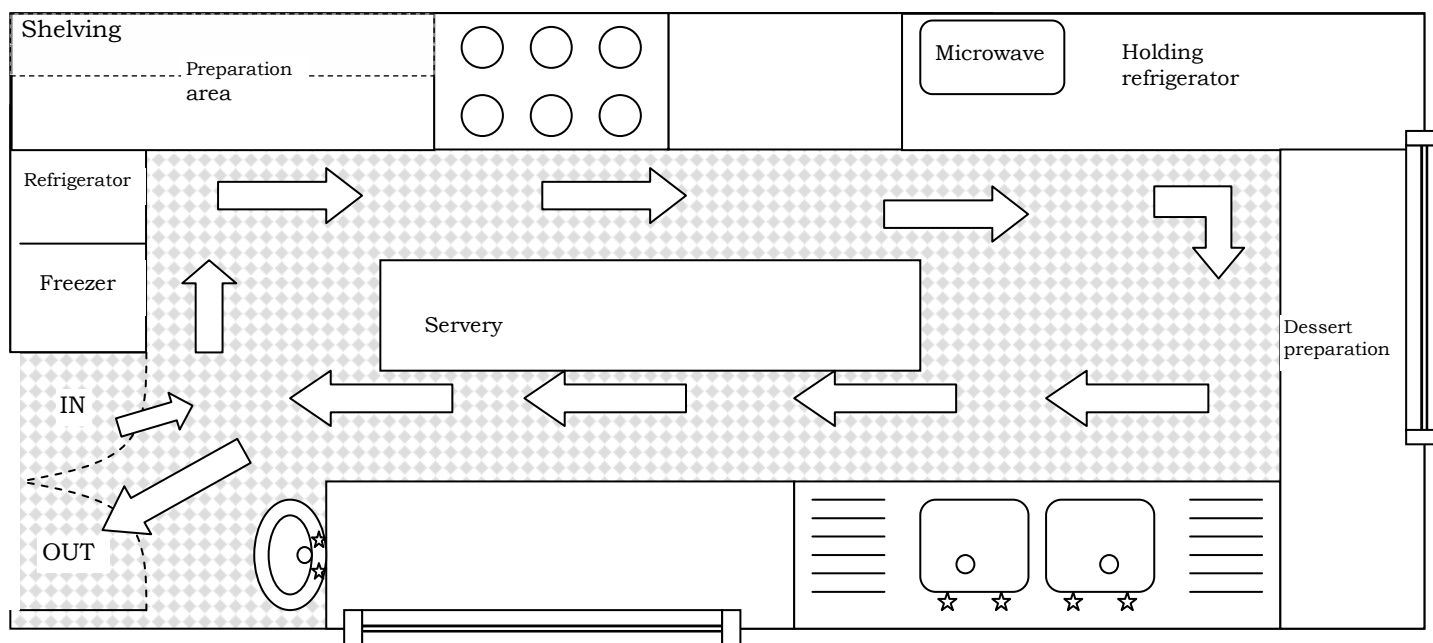 Shelving
Preparation
area
Microwave
Holding
refrigerator
Refrigerator
Freezer
Servery
Dessert
preparation
IN
OUT